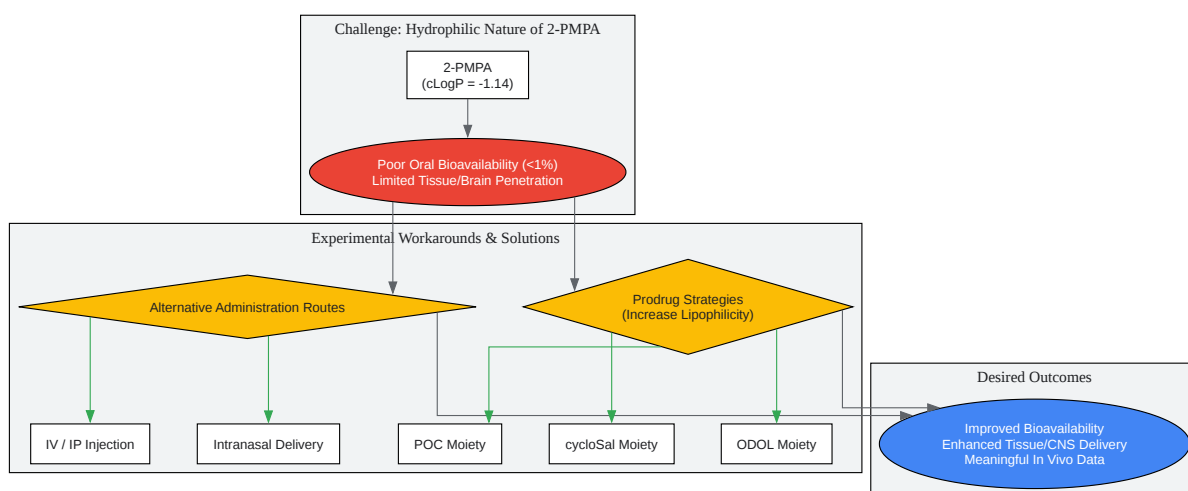 Challenge: Hydrophilic Nature of 2-PMPA
2-PMPA
(cLogP = -1.14)
Poor Oral Bioavailability (<1%)
Limited Tissue/Brain Penetration
Experimental Workarounds & Solutions
Alternative Administration Routes
Prodrug Strategies
(Increase Lipophilicity)
IV / IP Injection
Intranasal Delivery
POC Moiety
cycloSal Moiety
ODOL Moiety
Desired Outcomes
Improved Bioavailability
Enhanced Tissue/CNS Delivery
Meaningful In Vivo Data